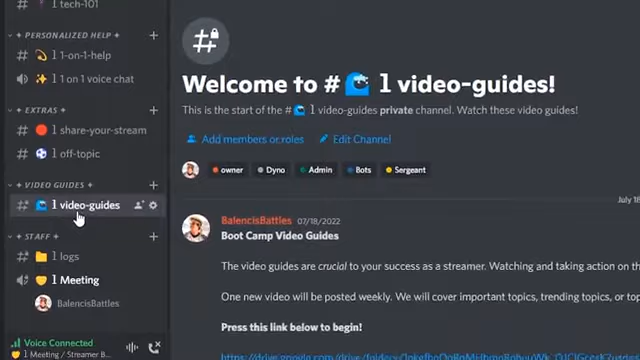 1 tech-101
PERSONALIZED HELP
1 1-on-1-help
1 1 on 1 voice chat
EXTRAS
1 share-your-stream
1 off-topic
VIDEO GUIDES
1 video-guides
STAFF
1 logs
1 Meeting
BalencisBattles
Voice Connected
1 Meeting / Streamer B...
Welcome to # 1 video-guides!
This is the start of the # 1 video-guides private channel. Watch these video guides!
Add members or roles
Edit Channel
owner
Dyno
Admin
Bots
Sergeant
July 18
BalencisBattles 07/18/2022
Boot Camp Video Guides
The video guides are crucial to your success as a streamer. Watching and taking action on th
One new video will be posted weekly. We will cover important topics, trending topics, or top
Press this link below to begin!